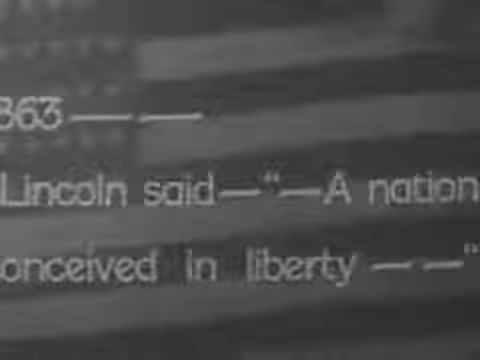 863 — —
Lincoln said—“—A nation
onceived in liberty — —“